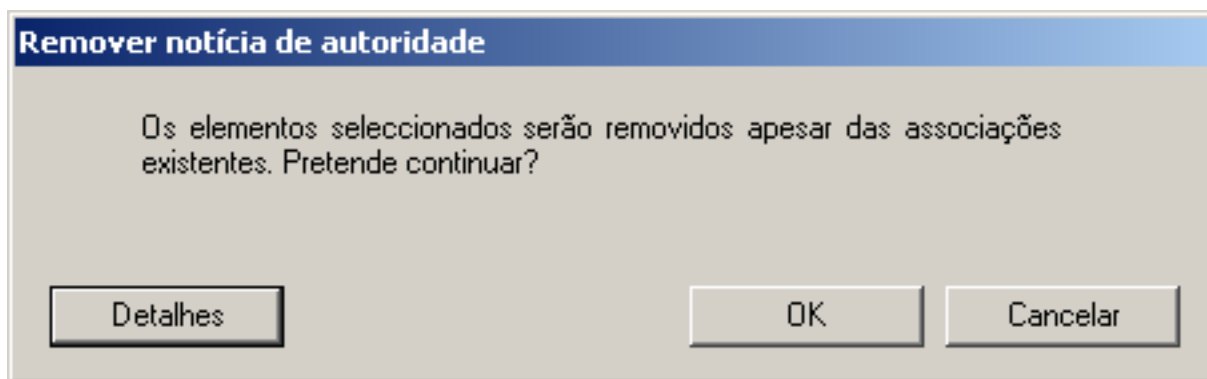 Remover notícia de autoridade
Os elementos seleccionados serão removidos apesar das associações
existentes. Pretende continuar?
Detalhes
OK
Cancelar